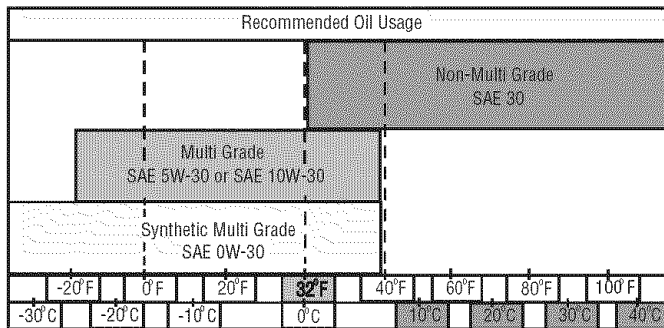 Recommended Oil Usage
Non-Multi Grade
SAE 30
Multi Grade
SAE 5W-30 or SAE 10W-30
Synthetic Multi Grade
SAE 0W-30
-20°F 0°F 20°F 32°F 40°F 60°F 80°F 100°F
-30°C -20°C -10°C 0°C 10°C 20°C 30°C 40°C